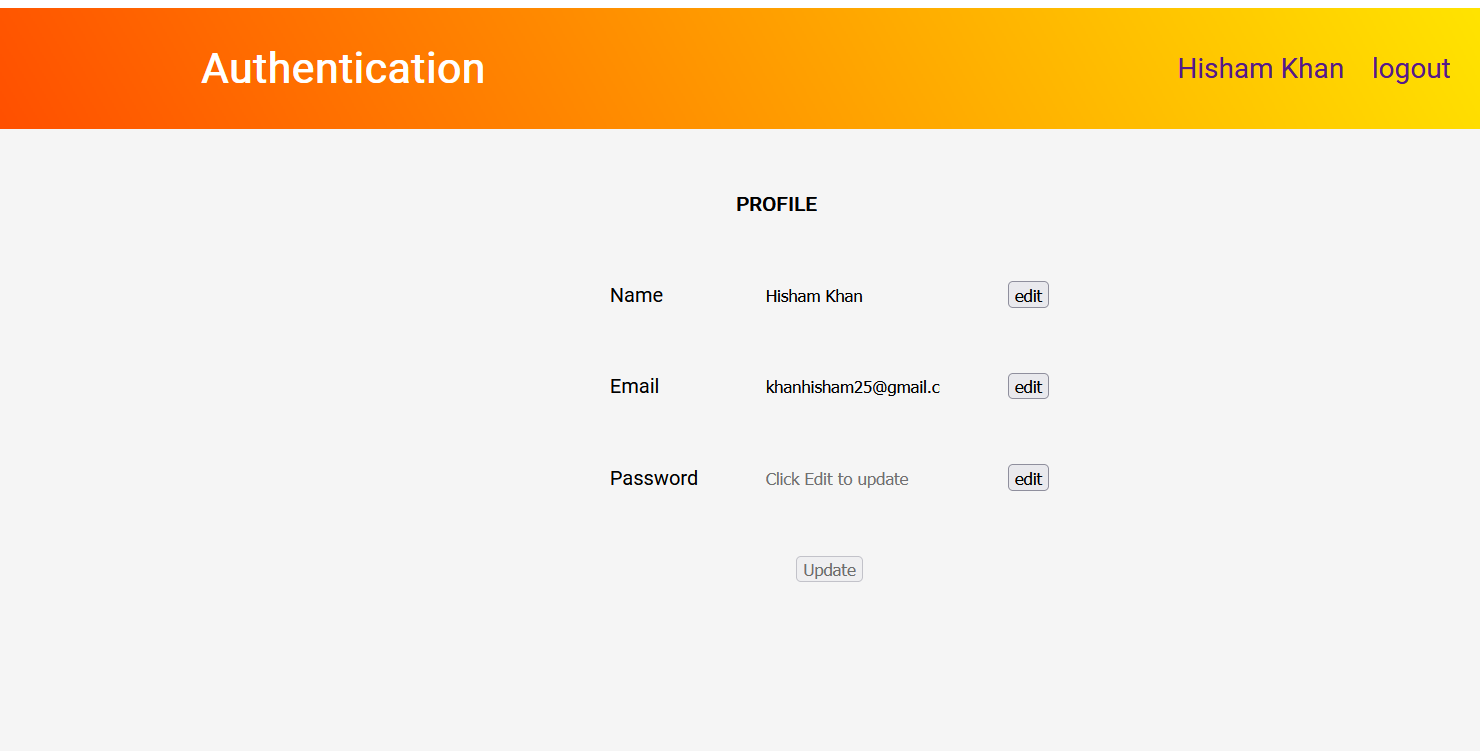 Authentication Hisham Khan logout
PROFILE
Name Hisham Khan edit
Email khanhisham25@gmail.c edit
Password Click Edit to update edit
Update